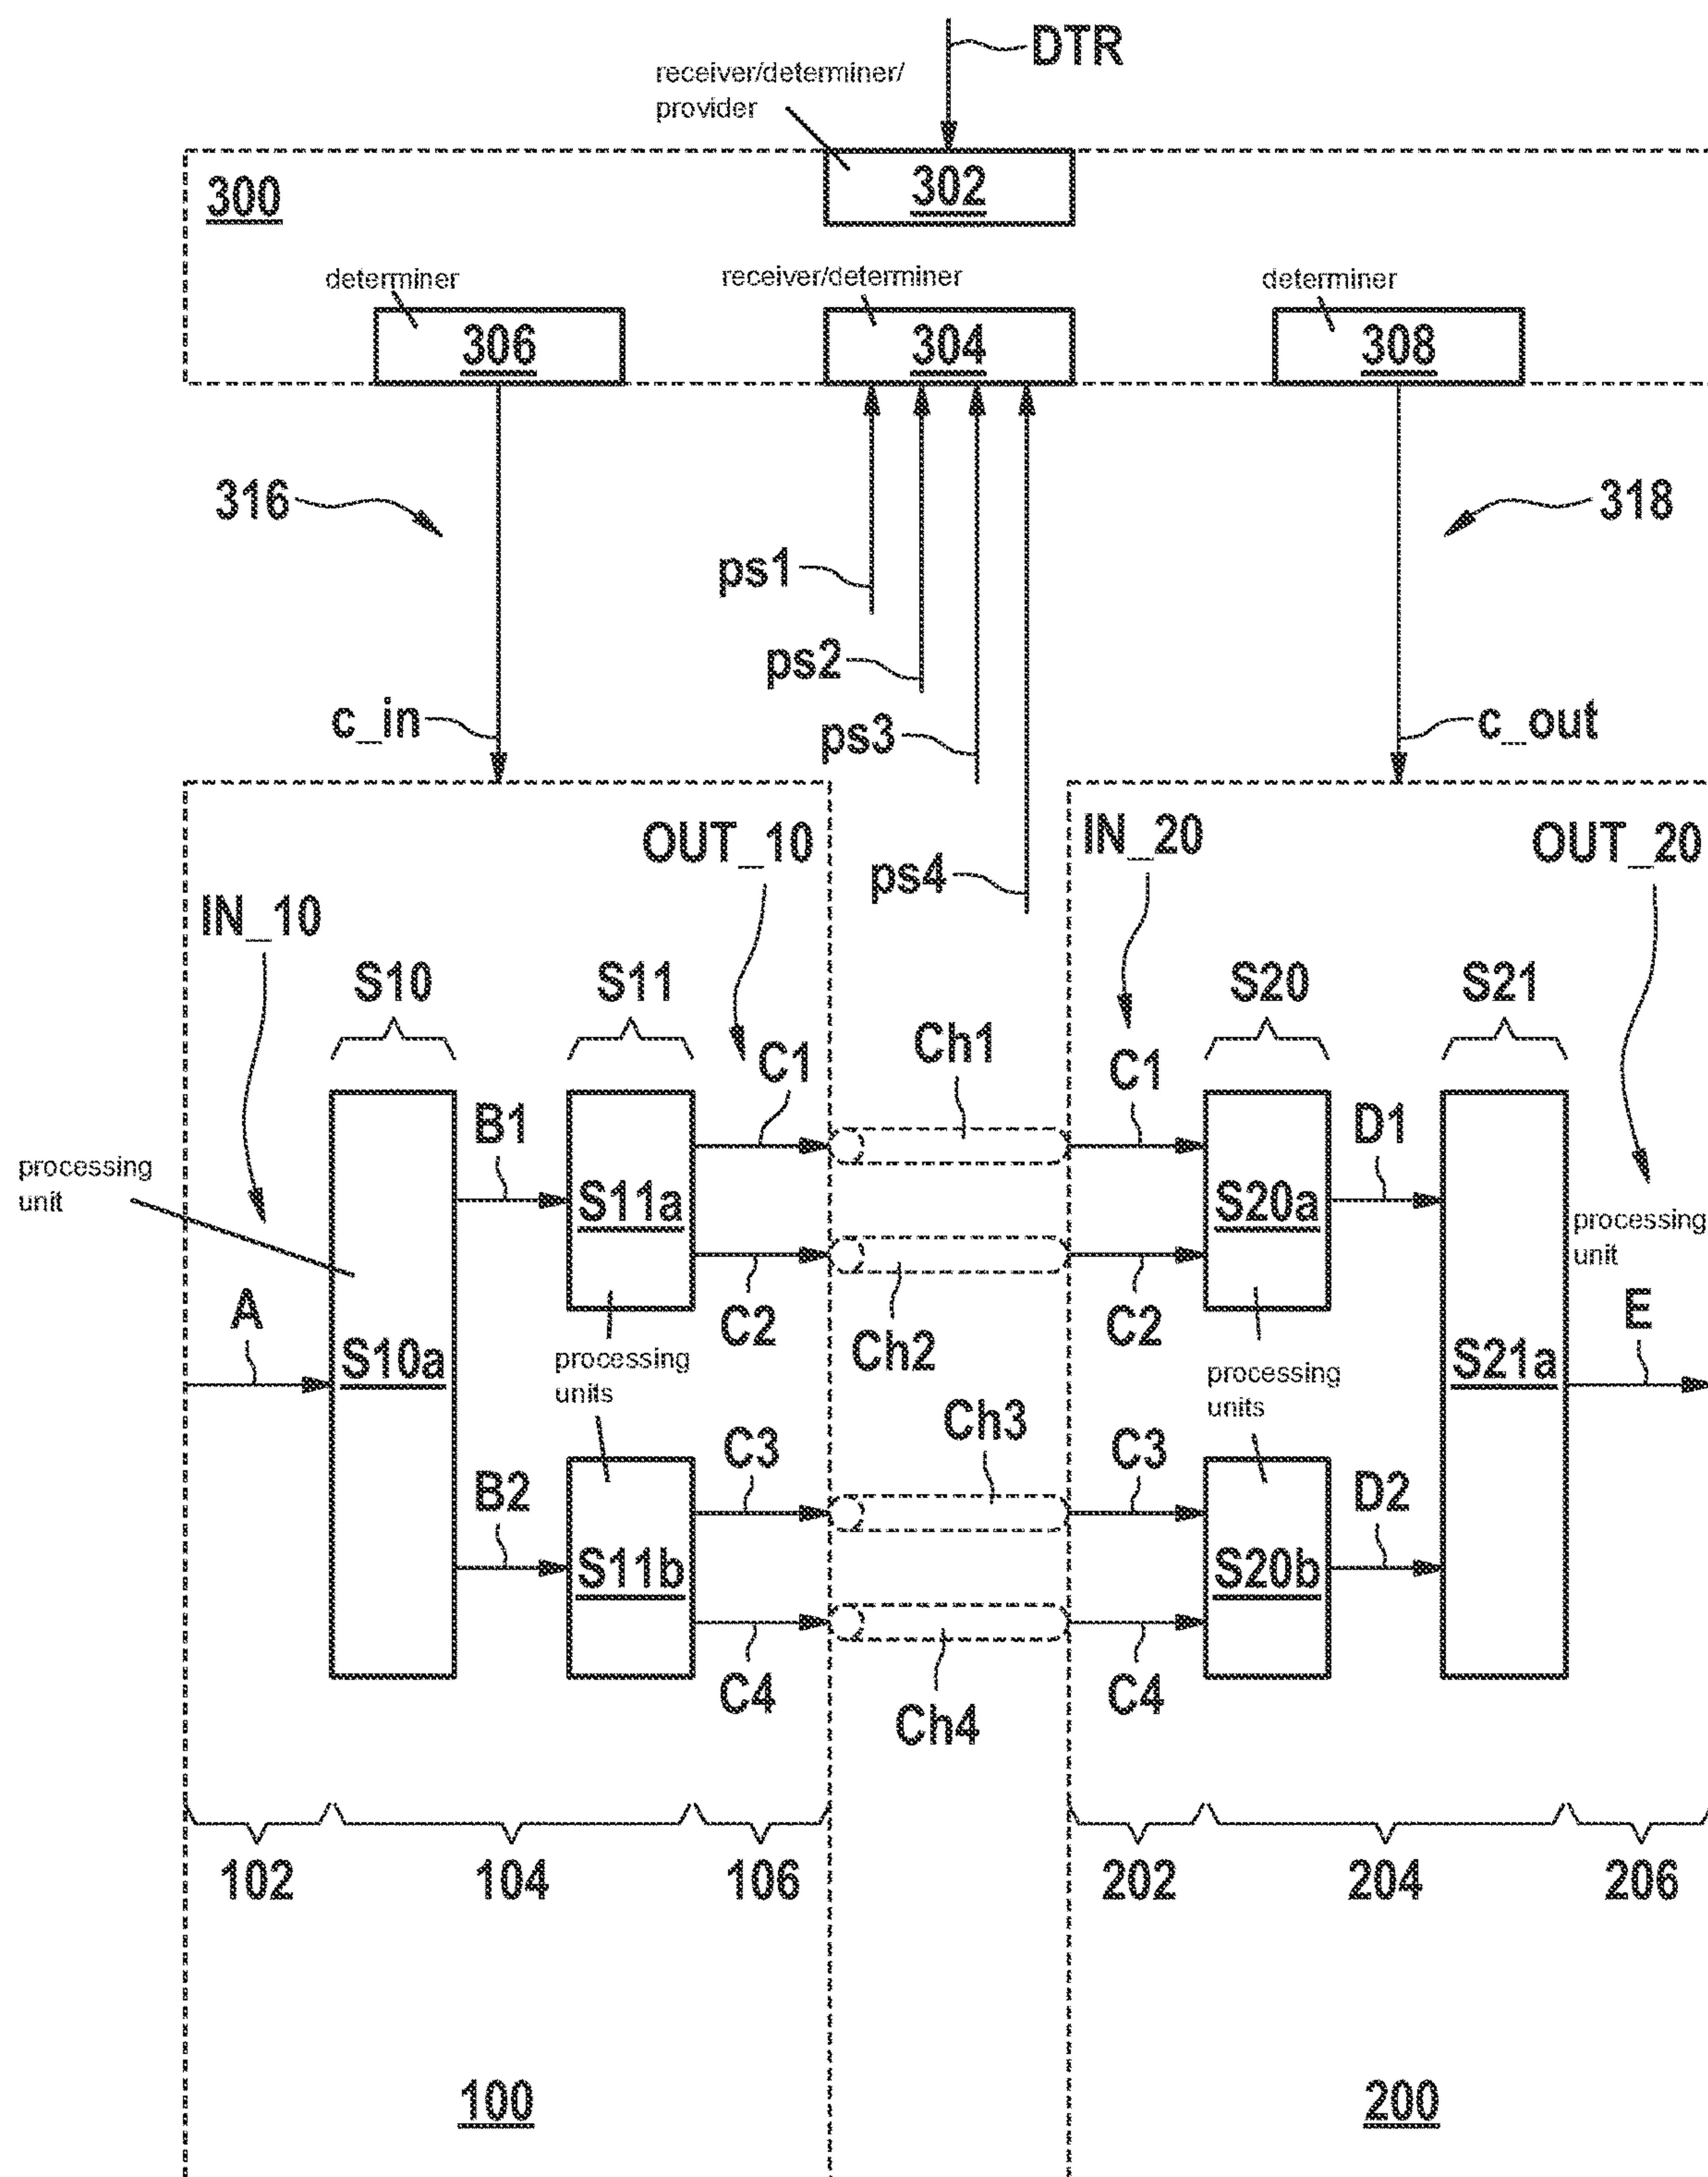 DTR
receiver/determiner/
provider
300
302
determiner
receiver/determiner
determiner
306
304
308
316
318
ps1
ps2
c_in
ps3
c_out
OUT_10
IN_20
OUT_20
ps4
IN_10
S10
S11
S20
S21
C1
Ch1
C1
B1
D1
processing
unit
S11a
S20a
processing
unit
A
C2
Ch2
C2
E
S10a
processing
units
S21a
processing
units
C3
Ch3
C3
B2
D2
S11b
S20b
C4
Ch4
C4
102
104
106
202
204
206
100
200